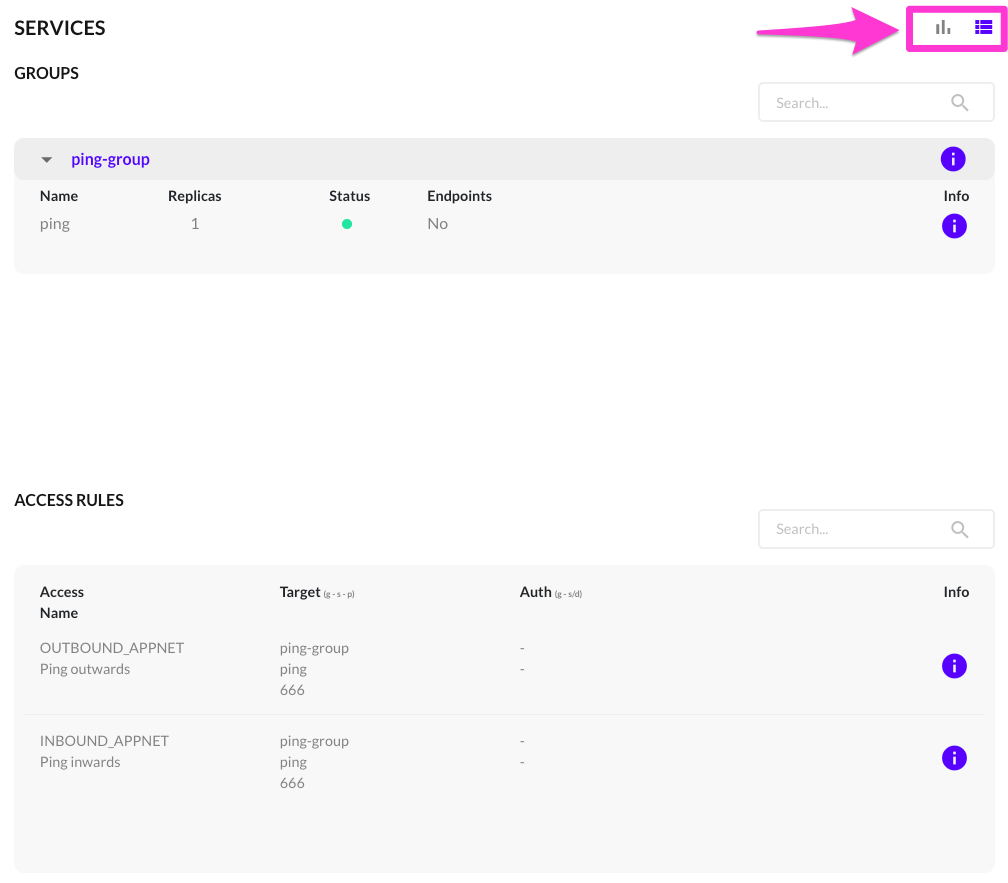 SERVICES
GROUPS
Search...
ping-group
Name Replicas Status Endpoints Info
ping 1 No
ACCESS RULES
Search...
Access Target (g - s - p) Auth (g - s/d) Info
Name
OUTBOUND_APPNET ping-group -
Ping outwards ping -
666
INBOUND_APPNET ping-group -
Ping inwards ping -
666